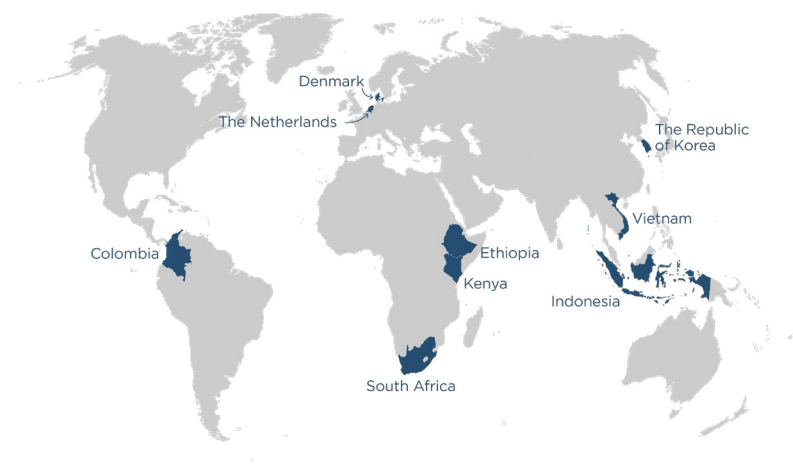 Denmark
The Netherlands
The Republic
of Korea
Vietnam
Colombia
Ethiopia
Kenya
Indonesia
South Africa